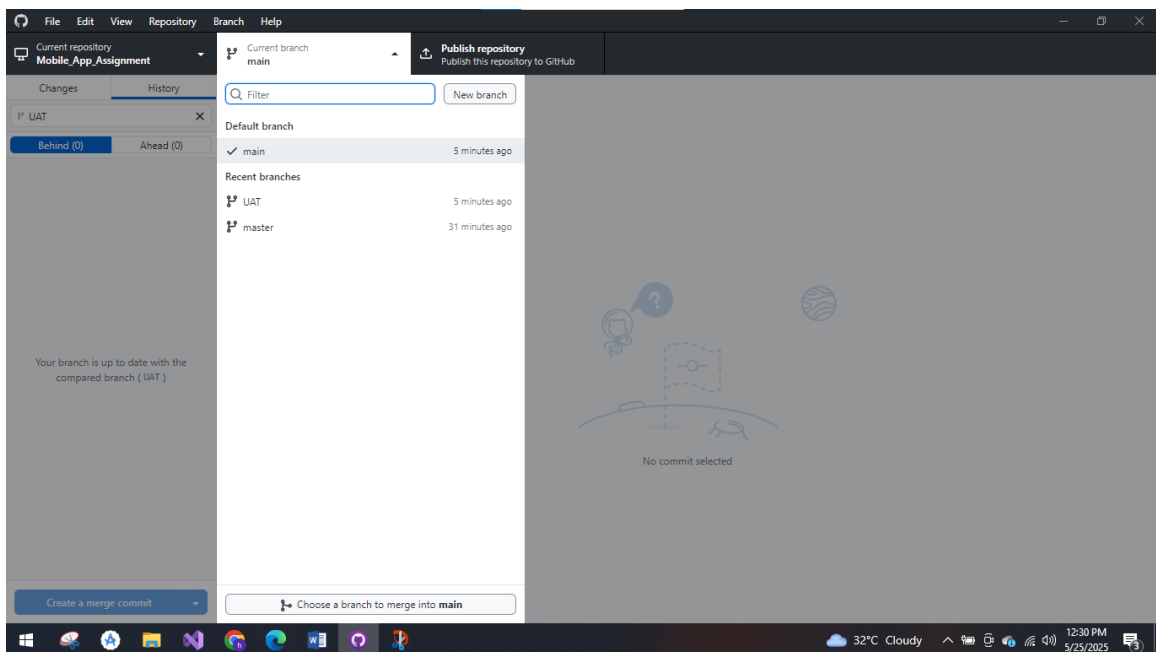 File Edit View Repository Branch Help
Current repository
Mobile_App_Assignment
Current branch
main
Publish repository
Publish this repository to GitHub
Changes History
UAT
Behind (0) Ahead (0)
Your branch is up to date with the
compared branch ( UAT )
Create a merge commit
Filter New branch
Default branch
main 5 minutes ago
Recent branches
UAT 5 minutes ago
master 31 minutes ago
Choose a branch to merge into main
?
No commit selected
32°C Cloudy
12:30 PM
5/25/2025
3